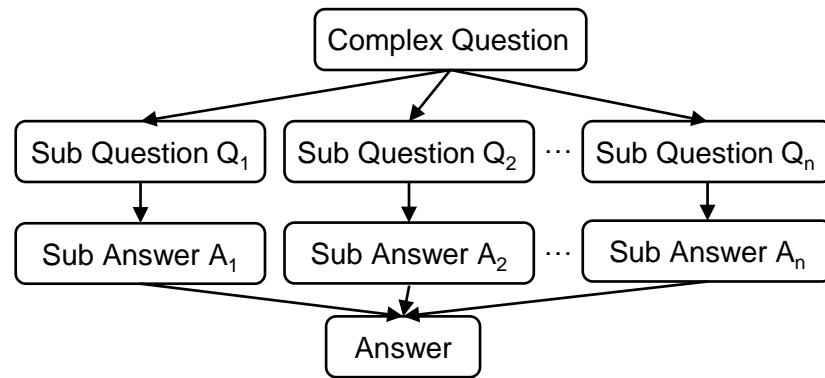 Complex Question
Sub Question Q₁ Sub Question Q₂ ⋯ Sub Question Qₙ
Sub Answer A₁ Sub Answer A₂ ⋯ Sub Answer Aₙ
Answer